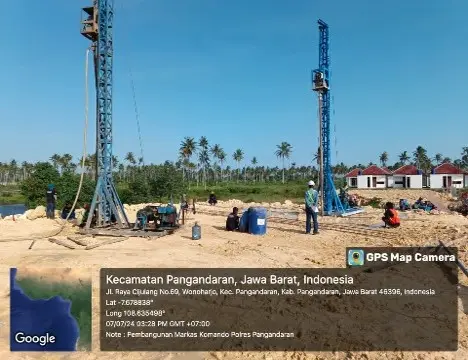 GPS Map Camera
Kecamatan Pangandaran, Jawa Barat, Indonesia
Jl. Raya Cijulang No.69, Wonoharjo, Kec. Pangandaran, Kab. Pangandaran, Jawa Barat 46396, Indonesia
Lat -7.678838°
Long 108.635498°
07/07/24 03:28 PM GMT +07:00
Note : Pembangunan Markas Komando Polres Pangandaran
Google